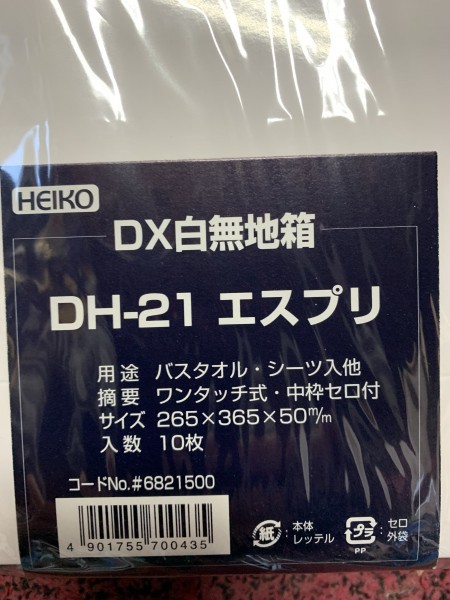 HEIKO
DX白無地箱
DH-21 エスプリ
用途 バスタオル・シーツ入他
摘要 ワンタッチ式・中枠セロ付
サイズ 265×365×50m/m
入数 10枚
コードNo.#6821500
4 901755 700435
紙 :本体 レッテル
プラ :セロ 外袋
PP